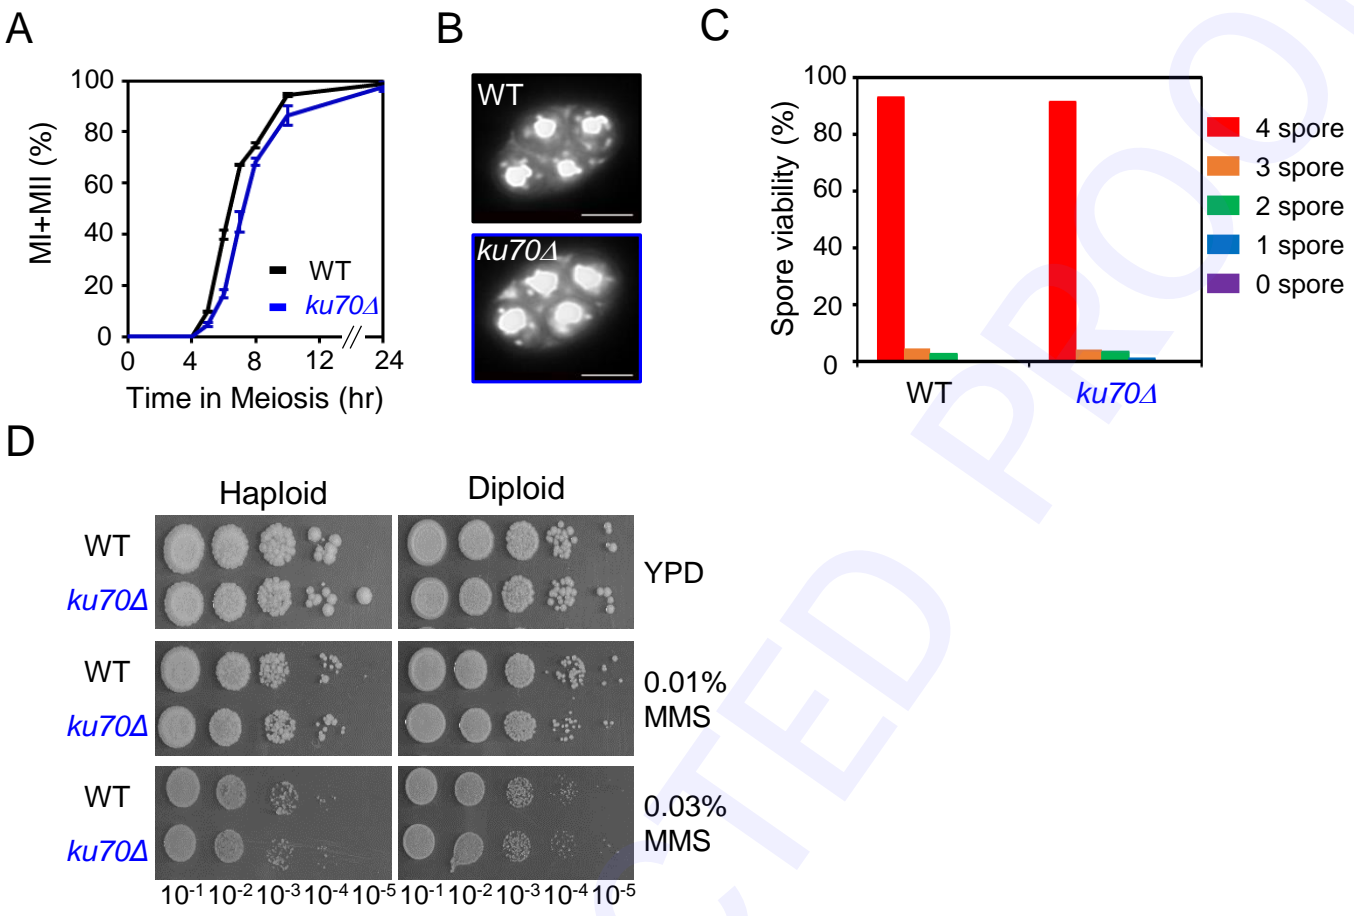 A
B
C
100
80
60
40
20
0
MI+MII (%)
WT
ku70Δ
0 4 8 12 24
Time in Meiosis (hr)
WT
ku70Δ
100
80
60
40
20
0
Spore viability (%)
WT ku70Δ
4 spore
3 spore
2 spore
1 spore
0 spore
D
Haploid Diploid
WT
ku70Δ
YPD
WT
ku70Δ
0.01%
MMS
WT
ku70Δ
0.03%
MMS
10-1 10-2 10-3 10-4 10-5 10-1 10-2 10-3 10-4 10-5
CTED PROO